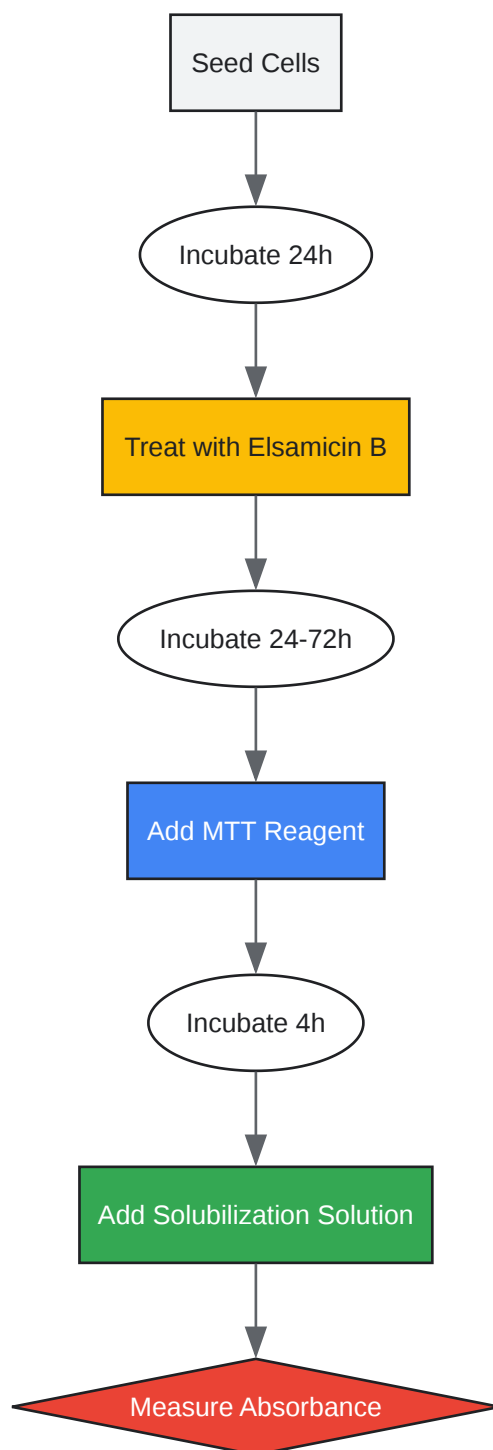 Seed Cells
Incubate 24h
Treat with Elsamicin B
Incubate 24-72h
Add MTT Reagent
Incubate 4h
Add Solubilization Solution
Measure Absorbance